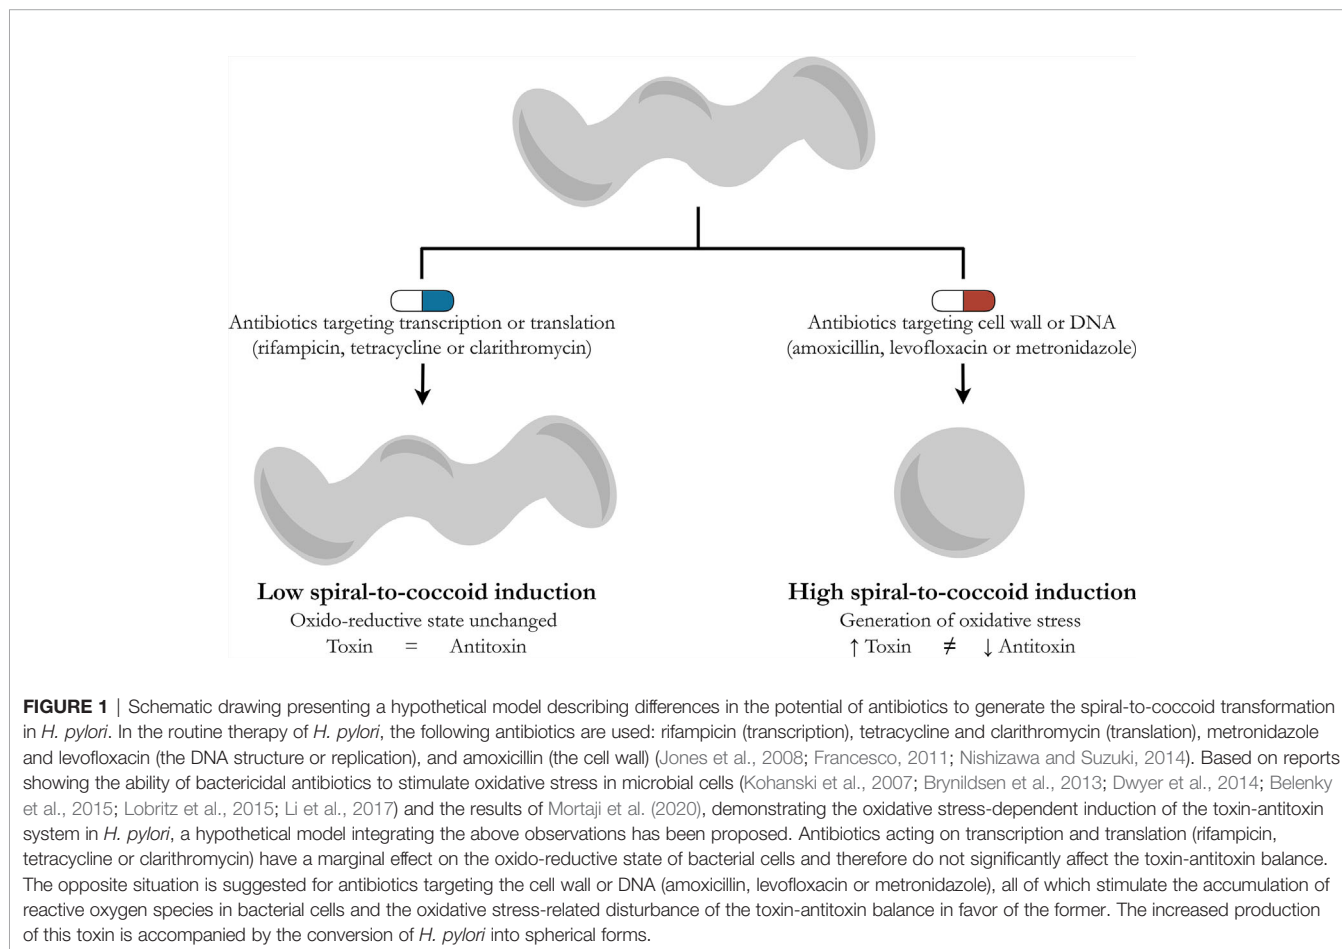 Antibiotics targeting transcription or translation
(rifampicin, tetracycline or clarithromycin)
Antibiotics targeting cell wall or DNA
(amoxicillin, levofloxacin or metronidazole)
Low spiral-to-coccoid induction
Oxido-reductive state unchanged
Toxin = Antitoxin
High spiral-to-coccoid induction
Generation of oxidative stress
↑ Toxin ≠ ↓ Antitoxin
FIGURE 1 | Schematic drawing presenting a hypothetical model describing differences in the potential of antibiotics to generate the spiral-to-coccoid transformation
in H. pylori. In the routine therapy of H. pylori, the following antibiotics are used: rifampicin (transcription), tetracycline and clarithromycin (translation), metronidazole
and levofloxacin (the DNA structure or replication), and amoxicillin (the cell wall) (Jones et al., 2008; Francesco, 2011; Nishizawa and Suzuki, 2014). Based on reports
showing the ability of bactericidal antibiotics to stimulate oxidative stress in microbial cells (Kohanski et al., 2007; Brynildsen et al., 2013; Dwyer et al., 2014; Belenky
et al., 2015; Lobritz et al., 2015; Li et al., 2017) and the results of Mortaji et al. (2020), demonstrating the oxidative stress-dependent induction of the toxin-antitoxin
system in H. pylori, a hypothetical model integrating the above observations has been proposed. Antibiotics acting on transcription and translation (rifampicin,
tetracycline or clarithromycin) have a marginal effect on the oxido-reductive state of bacterial cells and therefore do not significantly affect the toxin-antitoxin balance.
The opposite situation is suggested for antibiotics targeting the cell wall or DNA (amoxicillin, levofloxacin or metronidazole), all of which stimulate the accumulation of
reactive oxygen species in bacterial cells and the oxidative stress-related disturbance of the toxin-antitoxin balance in favor of the former. The increased production
of this toxin is accompanied by the conversion of H. pylori into spherical forms.